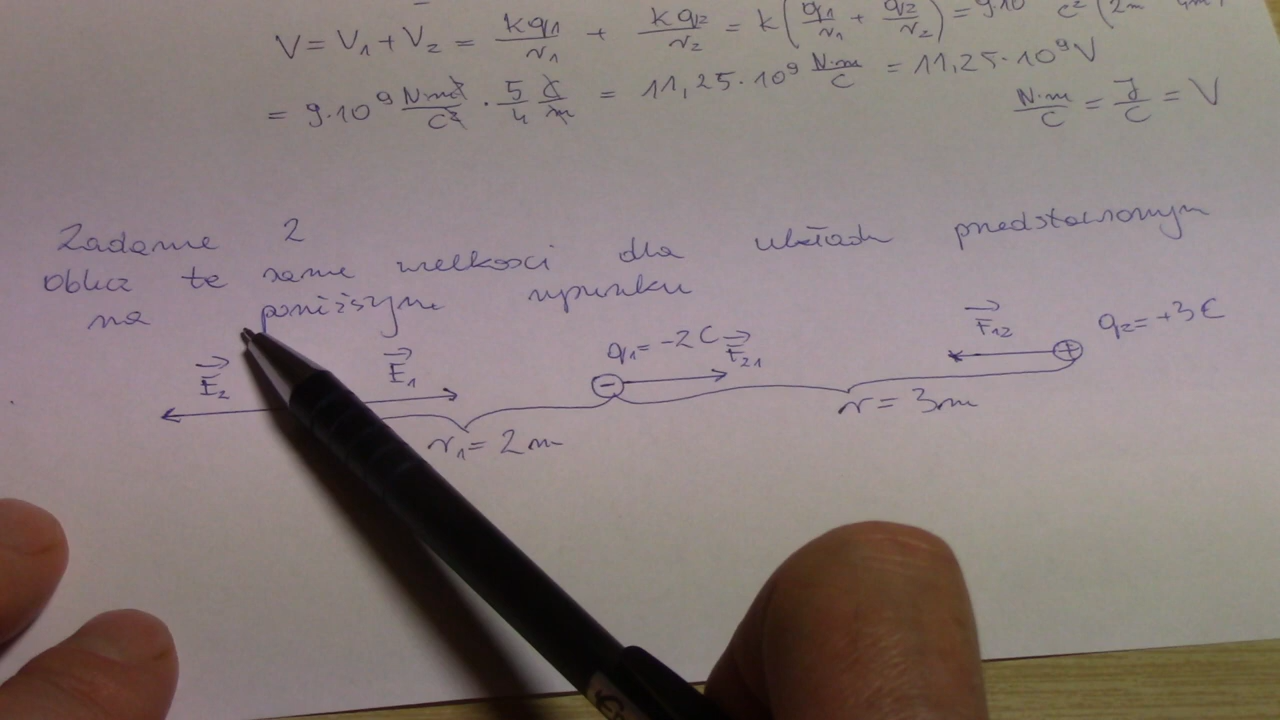 V = V₁ + V₂ = kq₁/r₁ + kq₂/r₂ = k(q₁/r₁ + q₂/r₂) = 9·10
= 9·10⁹ N·m²/C² · 5/4 C/m = 11,25·10⁹ N·m/C = 11,25·10⁹ V
N·m/C = J/C = V
Zadanie 2
oblicz te same wielkości dla układu przedstawionym
na poniższym rysunku
E₂ E₁ q₁= -2C F₂₁ F₁₂ q₂= +3C
- +
r₁= 2m r = 3m